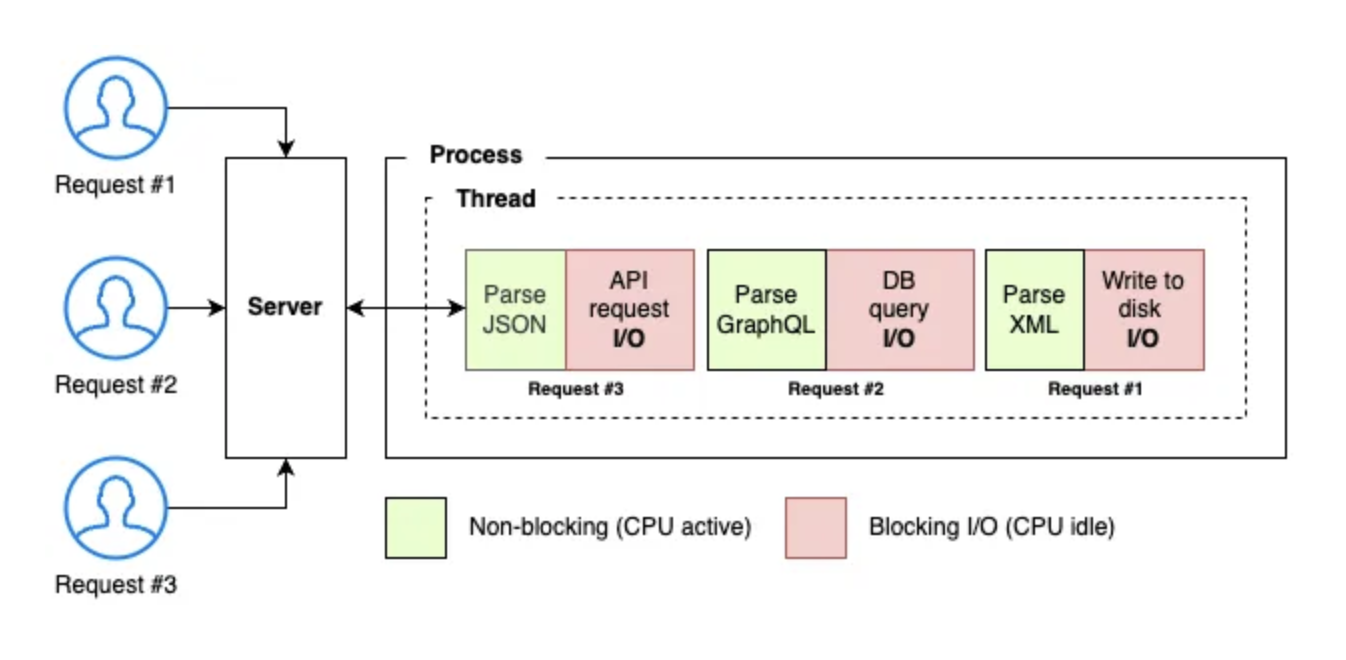 Request #1
Request #2
Request #3
Server
Process
Thread
Parse
JSON
API
request
I/O
Request #3
Parse
GraphQL
DB
query
I/O
Request #2
Parse
XML
Write to
disk
I/O
Request #1
Non-blocking (CPU active)
Blocking I/O (CPU idle)